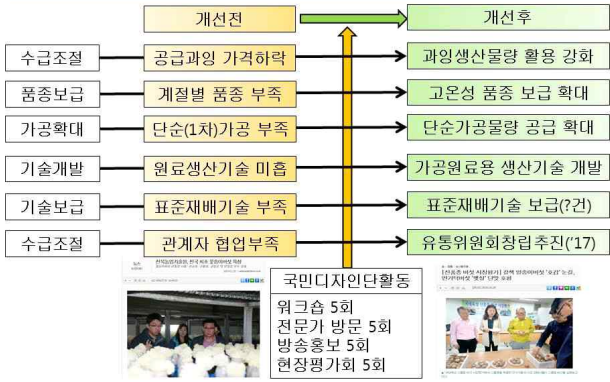 개선전 개선후
수급조절 공급과잉 가격하락 과잉생산물량 활용 강화
품종보급 계절별 품종 부족 고온성 품종 보급 확대
가공확대 단순(1차)가공 부족 단순가공물량 공급 확대
기술개발 원료생산기술 미흡 가공원료용 생산기술 개발
기술보급 표준재배기술 부족 표준재배기술 보급(?건)
수급조절 관계자 협업부족 유통위원회창립추진('17)
국민디자인단활동
워크숍 5회
전문가 방문 5회
방송홍보 5회
현장평가회 5회